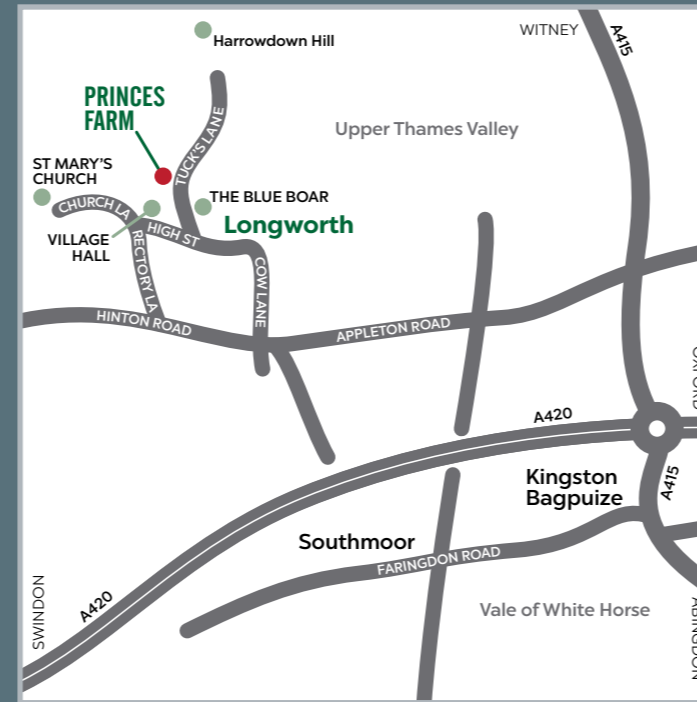 WITNEY
A415
Harrowdown Hill
PRINCES
FARM
TUCK'S LANE
Upper Thames Valley
ST MARY'S
CHURCH
CHURCH LA
THE BLUE BOAR
Longworth
VILLAGE
HALL
HIGH ST
RECTORY LA
COW LANE
HINTON ROAD
APPLETON ROAD
A420
Kingston
Bagpuize
A415
Southmoor
FARINGDON ROAD
SWINDON
A420
Vale of White Horse